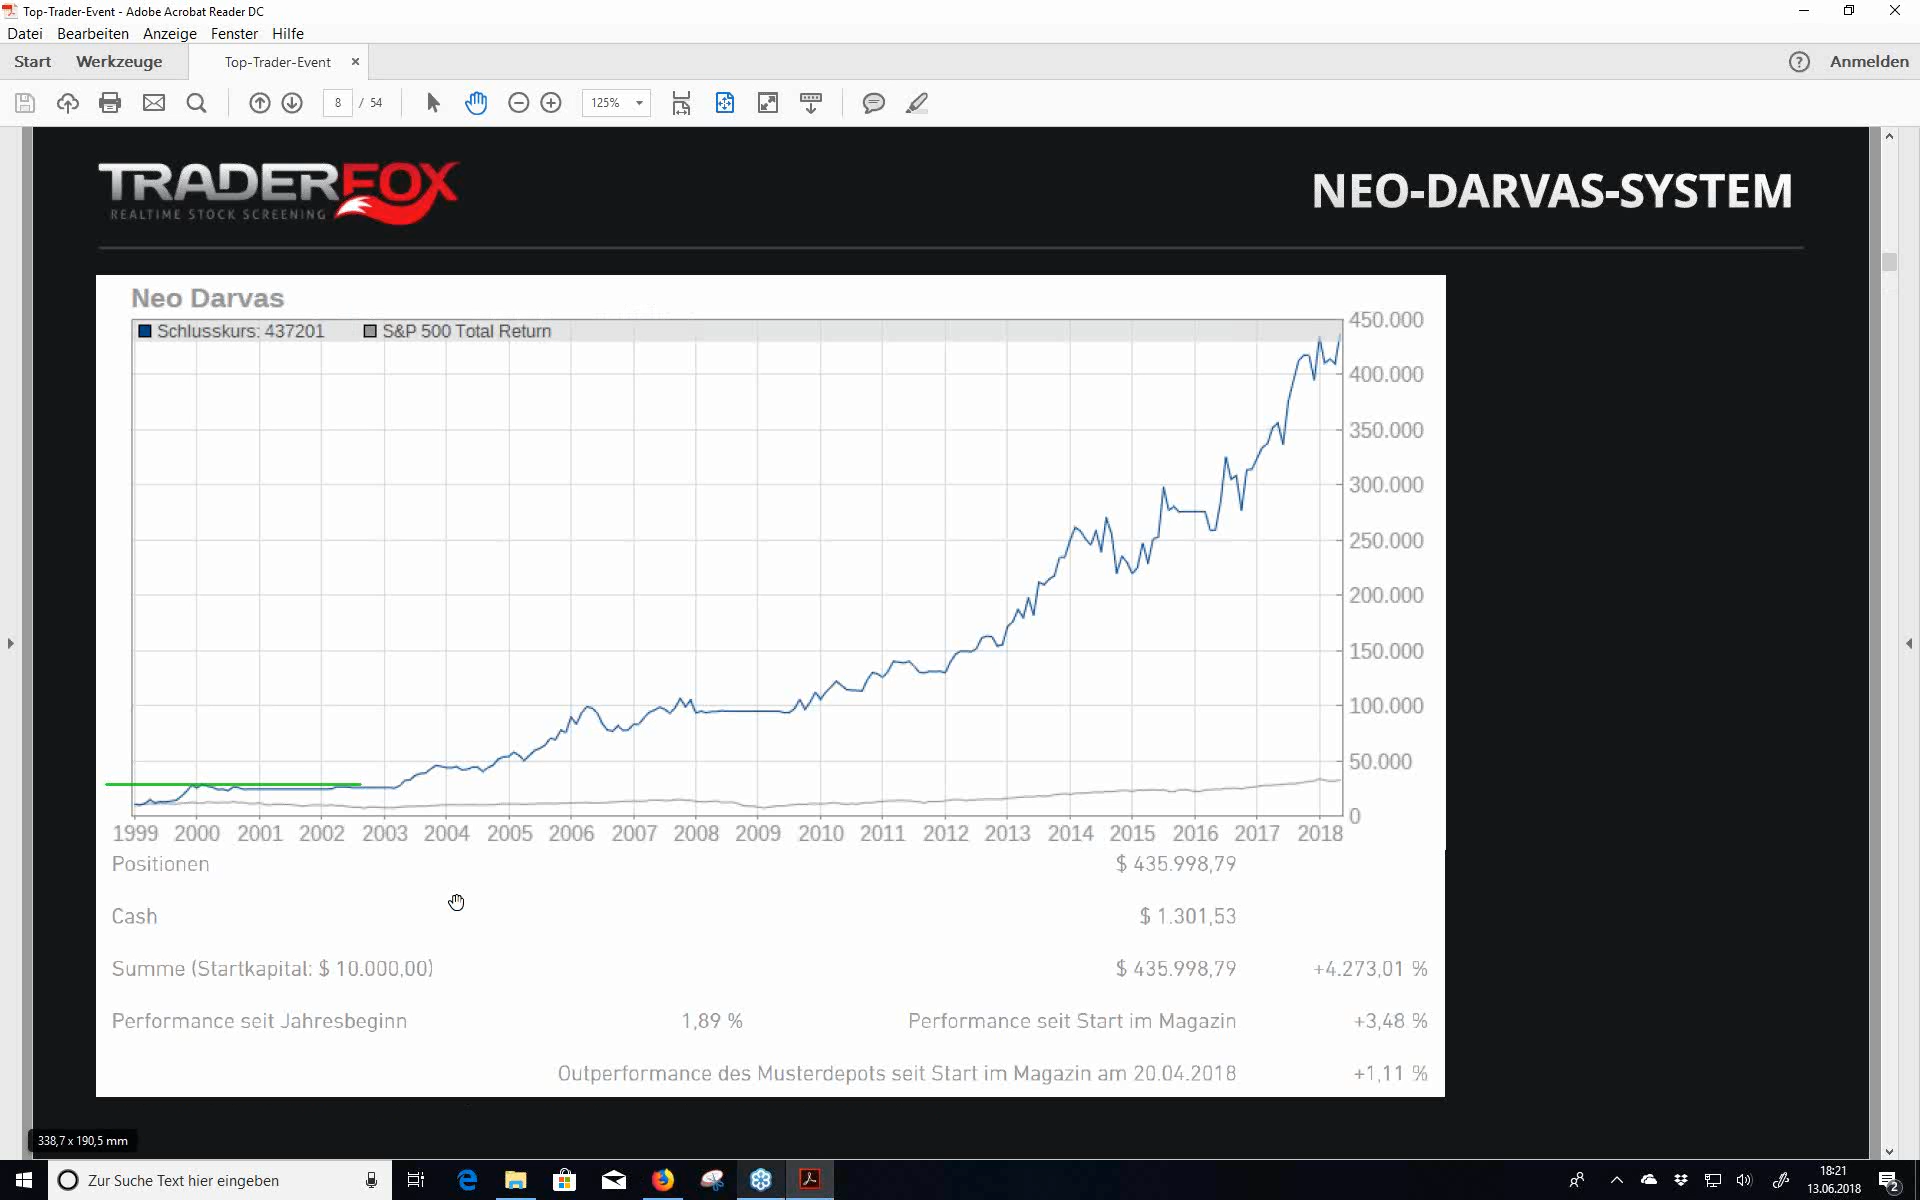 Top-Trader-Event - Adobe Acrobat Reader DC
Datei Bearbeiten Anzeige Fenster Hilfe
Start Werkzeuge Top-Trader-Event × Anmelden
8 / 54 125%
TRADERFOX
REALTIME STOCK SCREENING
NEO-DARVAS-SYSTEM
Neo Darvas
Schlusskurs: 437201 S&P 500 Total Return
450.000
400.000
350.000
300.000
250.000
200.000
150.000
100.000
50.000
0
1999 2000 2001 2002 2003 2004 2005 2006 2007 2008 2009 2010 2011 2012 2013 2014 2015 2016 2017 2018
Positionen $ 435.998,79
Cash $ 1.301,53
Summe (Startkapital: $ 10.000,00) $ 435.998,79 +4.273,01 %
Performance seit Jahresbeginn 1,89 % Performance seit Start im Magazin +3,48 %
Outperformance des Musterdepots seit Start im Magazin am 20.04.2018 +1,11 %
338,7 x 190,5 mm
Zur Suche Text hier eingeben
18:21
13.06.2018
2